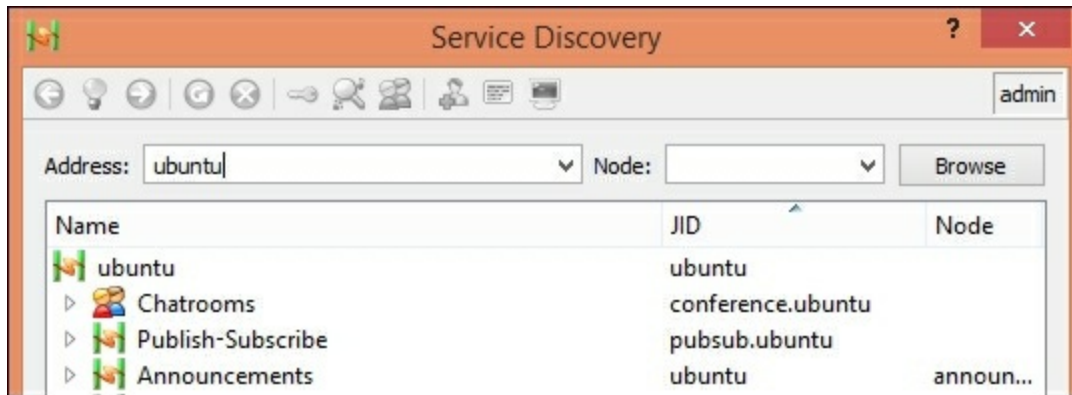 Service Discovery ? ×
admin
Address: ubuntu Node: Browse
Name JID Node
ubuntu ubuntu
Chatrooms conference.ubuntu
Publish-Subscribe pubsub.ubuntu
Announcements ubuntu announ...